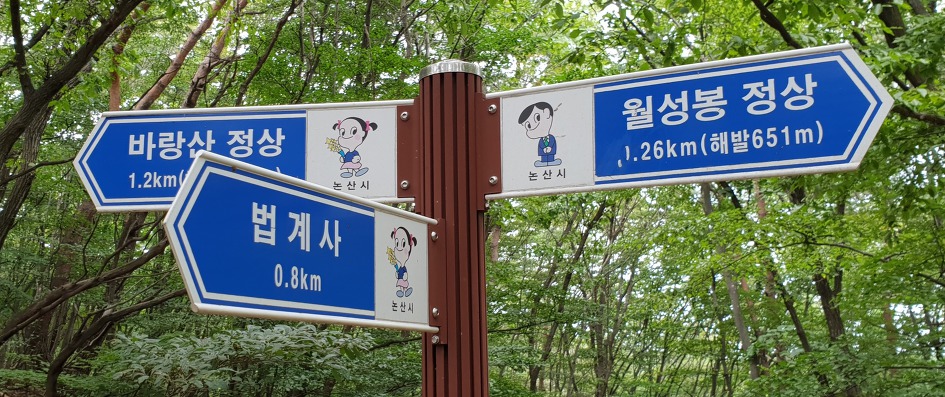 바랑산 정상
1.2km(
논산시
월성봉 정상
.26km(해발651m)
논산시
법계사
0.8km
논산시